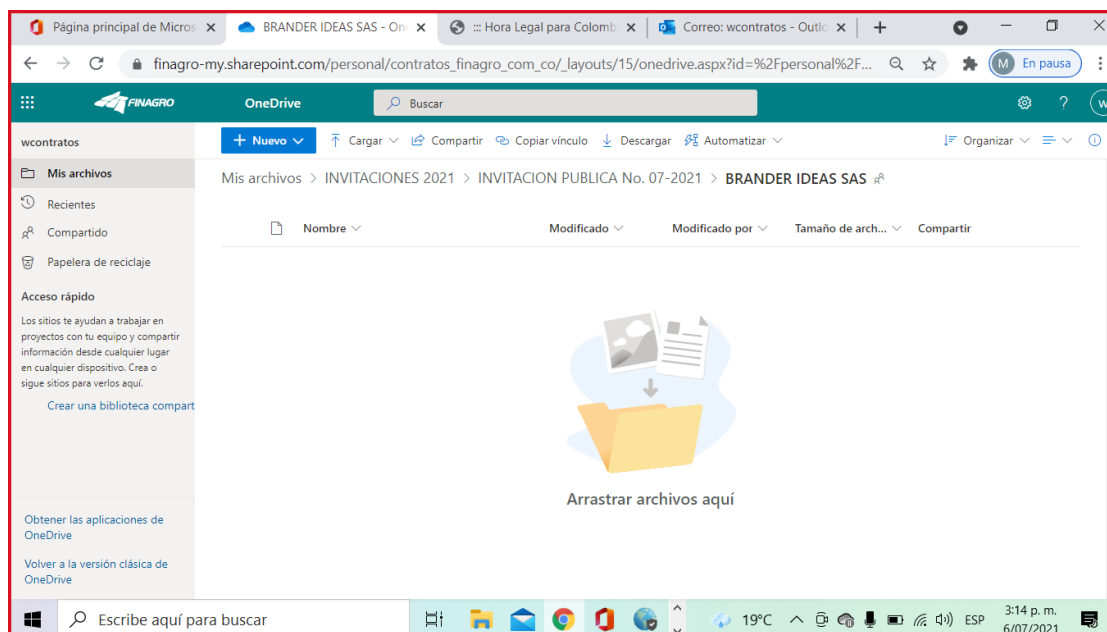 Página principal de Micros
BRANDER IDEAS SAS - On
::: Hora Legal para Colomb
Correo: wcontratos - Outlo
finagro-my.sharepoint.com/personal/contratos_finagro_com_co/_layouts/15/onedrive.aspx?id=%2Fpersonal%2F...
M En pausa
FINAGRO
OneDrive
Buscar
w
wcontratos
+ Nuevo
Cargar
Compartir
Copiar vínculo
Descargar
Automatizar
Organizar
Mis archivos
Recientes
Compartido
Papelera de reciclaje
Acceso rápido
Los sitios te ayudan a trabajar en
proyectos con tu equipo y compartir
información desde cualquier lugar
en cualquier dispositivo. Crea o
sigue sitios para verlos aquí.
Crear una biblioteca compart
Obtener las aplicaciones de
OneDrive
Volver a la versión clásica de
OneDrive
Mis archivos > INVITACIONES 2021 > INVITACION PUBLICA No. 07-2021 > BRANDER IDEAS SAS
Nombre
Modificado
Modificado por
Tamaño de arch...
Compartir
Arrastrar archivos aquí
Escribe aquí para buscar
19°C
ESP
3:14 p. m.
6/07/2021